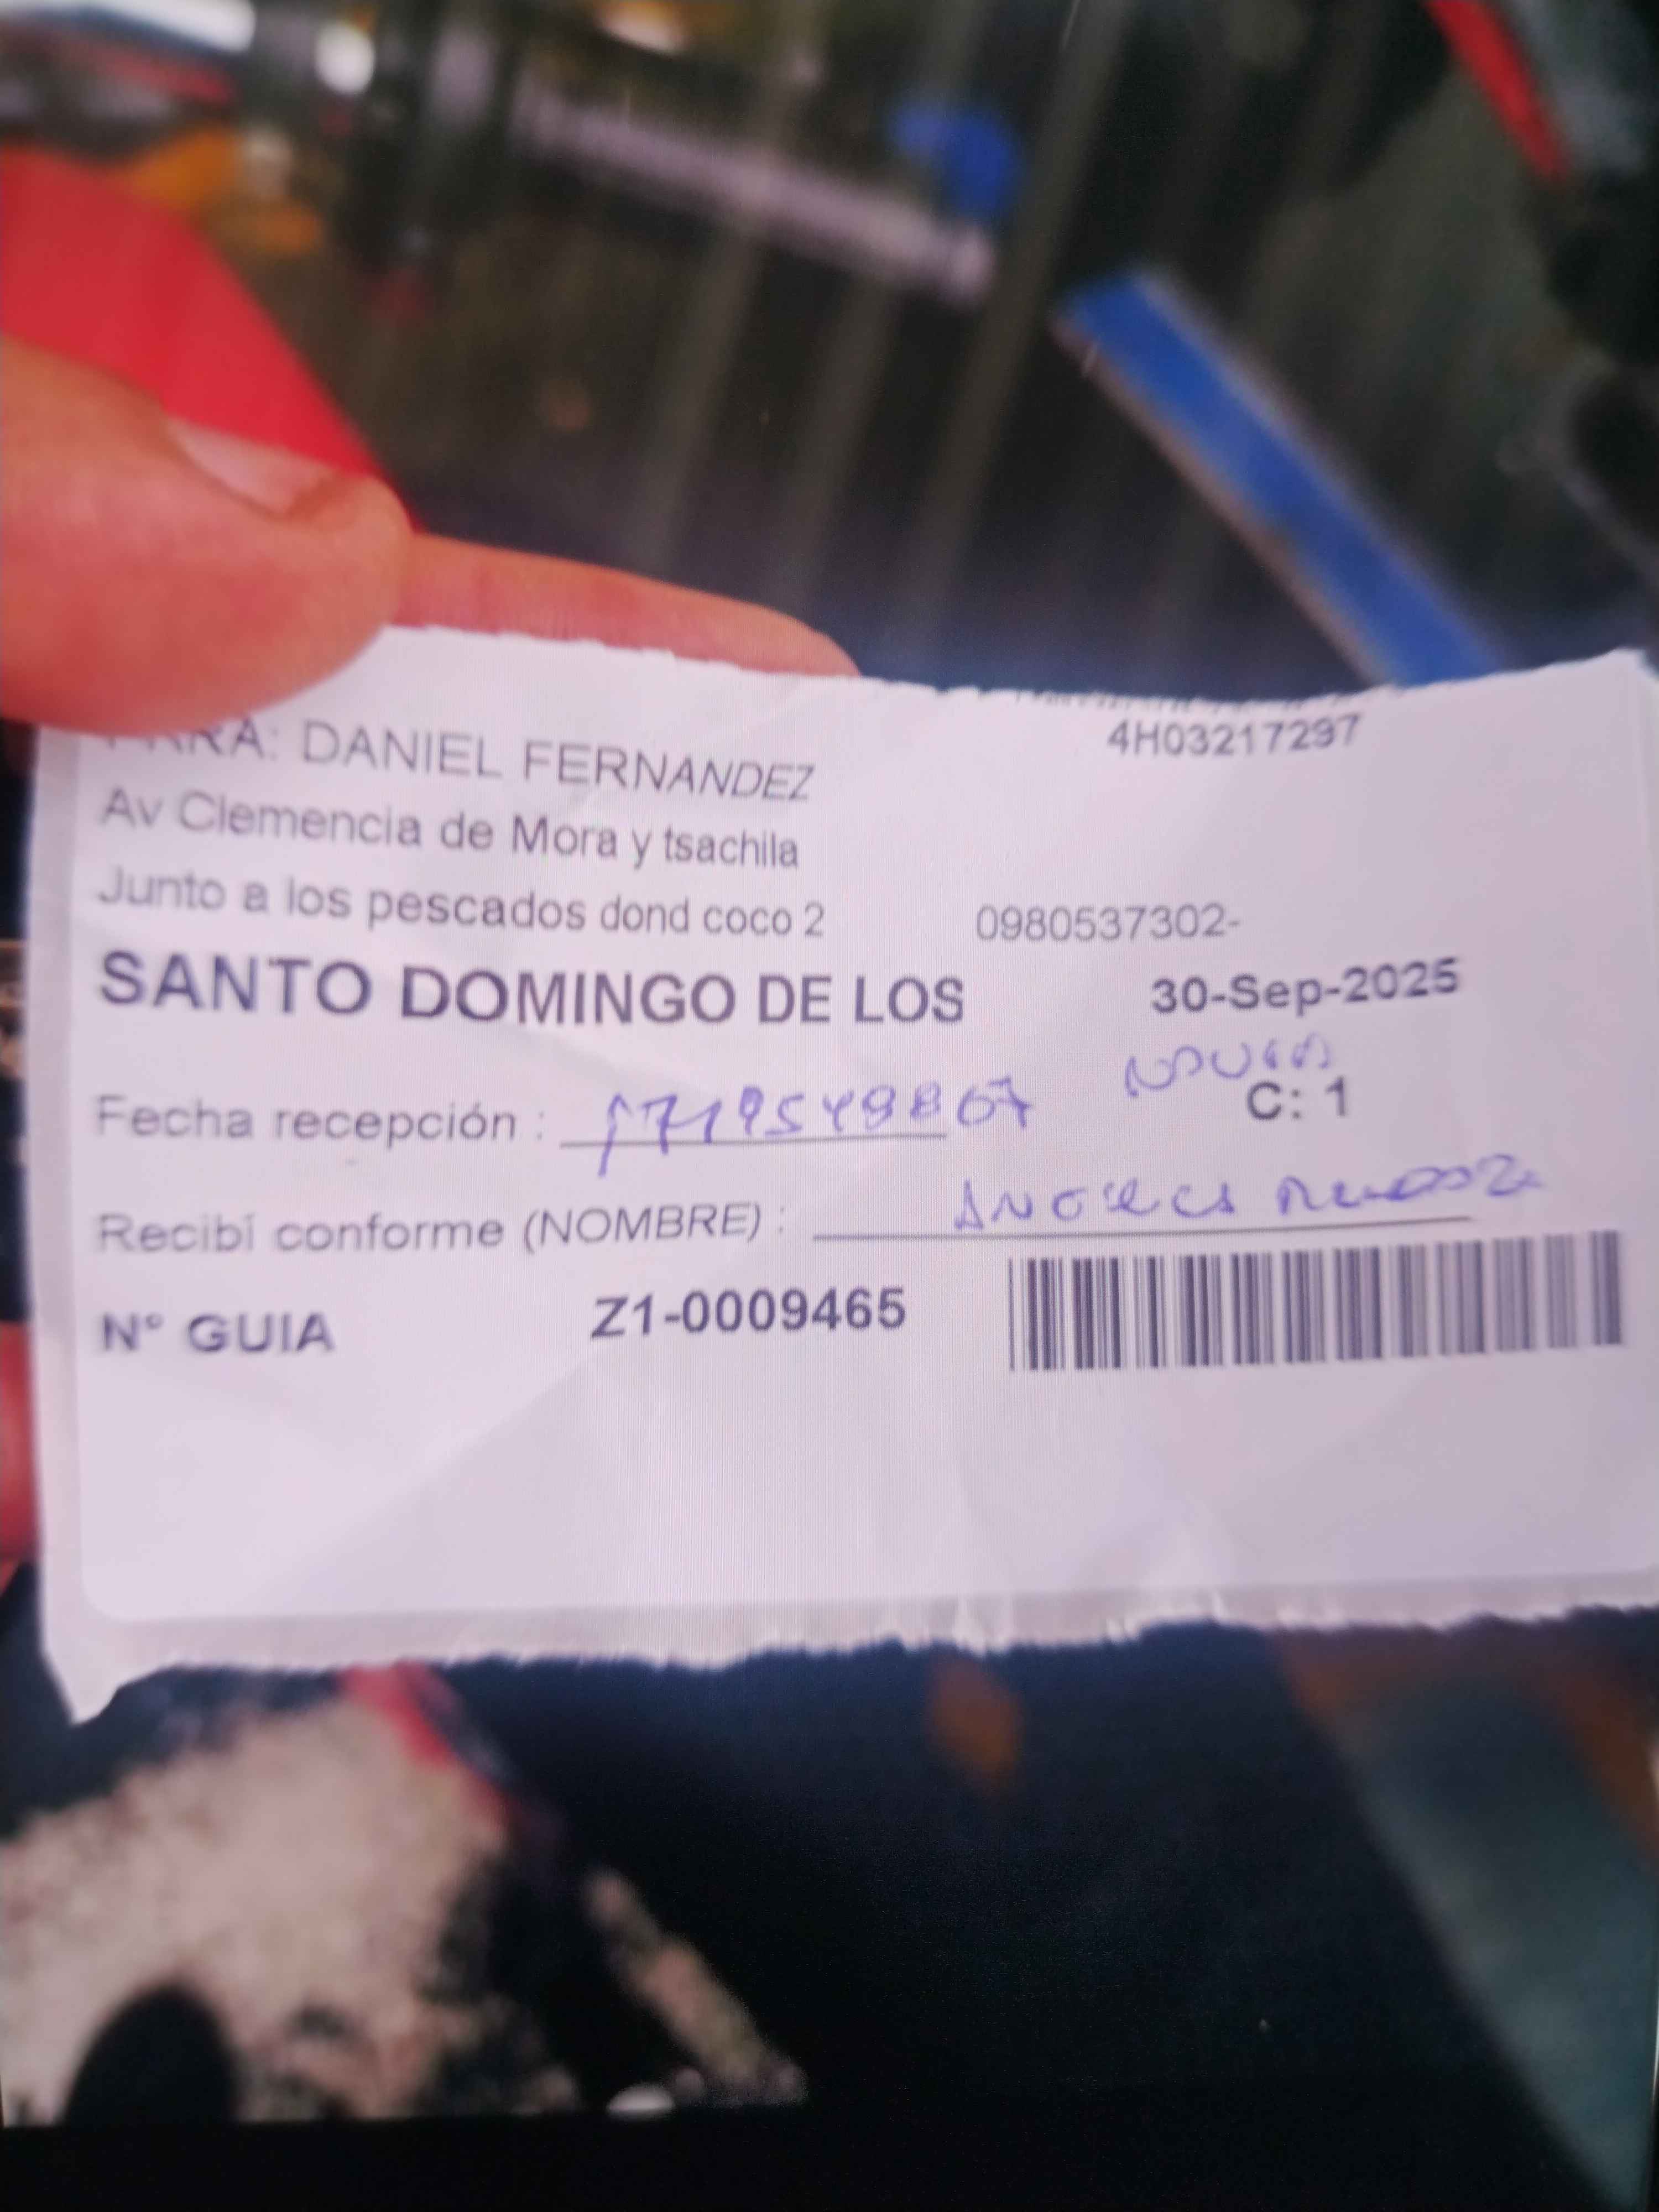 PARA: DANIEL FERNANDEZ
4H03217297
Av Clemencia de Mora y tsachila
Junto a los pescados dond coco 2 0980537302-
SANTO DOMINGO DE LOS 30-Sep-2025
Fecha recepción : C: 1
Recibí conforme (NOMBRE) :
N° GUIA Z1-0009465